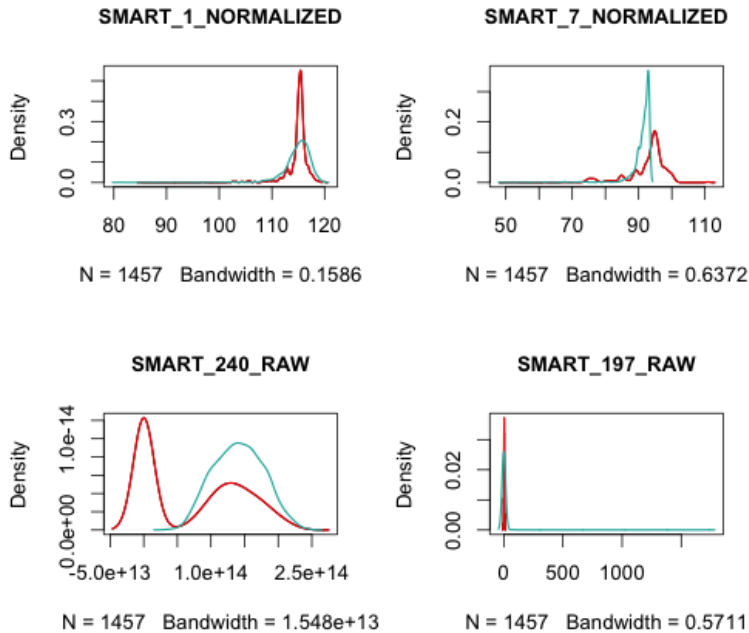 SMART_1_NORMALIZED
Density
0.0 0.3
80 90 100 110 120
N = 1457 Bandwidth = 0.1586
SMART_7_NORMALIZED
Density
0.0 0.2
50 70 90 110
N = 1457 Bandwidth = 0.6372
SMART_240_RAW
Density
0.0e+00 1.0e-14
-5.0e+13 1.0e+14 2.5e+14
N = 1457 Bandwidth = 1.548e+13
SMART_197_RAW
Density
0.00 0.02
0 500 1000
N = 1457 Bandwidth = 0.5711